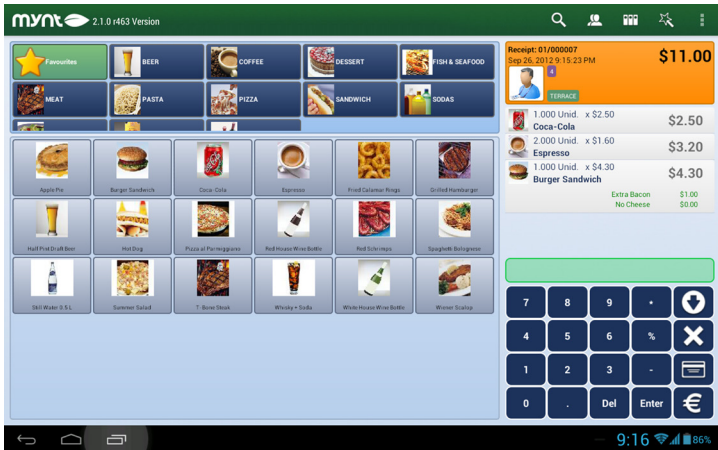 mynt 2.1.0 r463 Version
Favourites
BEER
COFFEE
DESSERT
FISH & SEAFOOD
MEAT
PASTA
PIZZA
SANDWICH
SODAS
Apple Pie
Burger Sandwich
Coca-Cola
Espresso
Fried Calamar Rings
Grilled Hamburger
Half Pint Draft Beer
Hot Dog
Pizza al Parmiggiano
Red House Wine Bottle
Red Schrimps
Spaghetti Bolognese
Still Water 0.5 L
Summer Salad
T- Bone Steak
Whisky + Soda
White House Wine Bottle
Wiener Scalop
Receipt: 01/000007
Sep 26, 2012 9:15:23 PM
$11.00
4
TERRACE
1.000 Unid. x $2.50
Coca-Cola
$2.50
2.000 Unid. x $1.60
Espresso
$3.20
1.000 Unid. x $4.30
Burger Sandwich
$4.30
Extra Bacon $1.00
No Cheese $0.00
7 8 9 *
4 5 6 %
1 2 3 -
0 . Del Enter €
9:16 86%